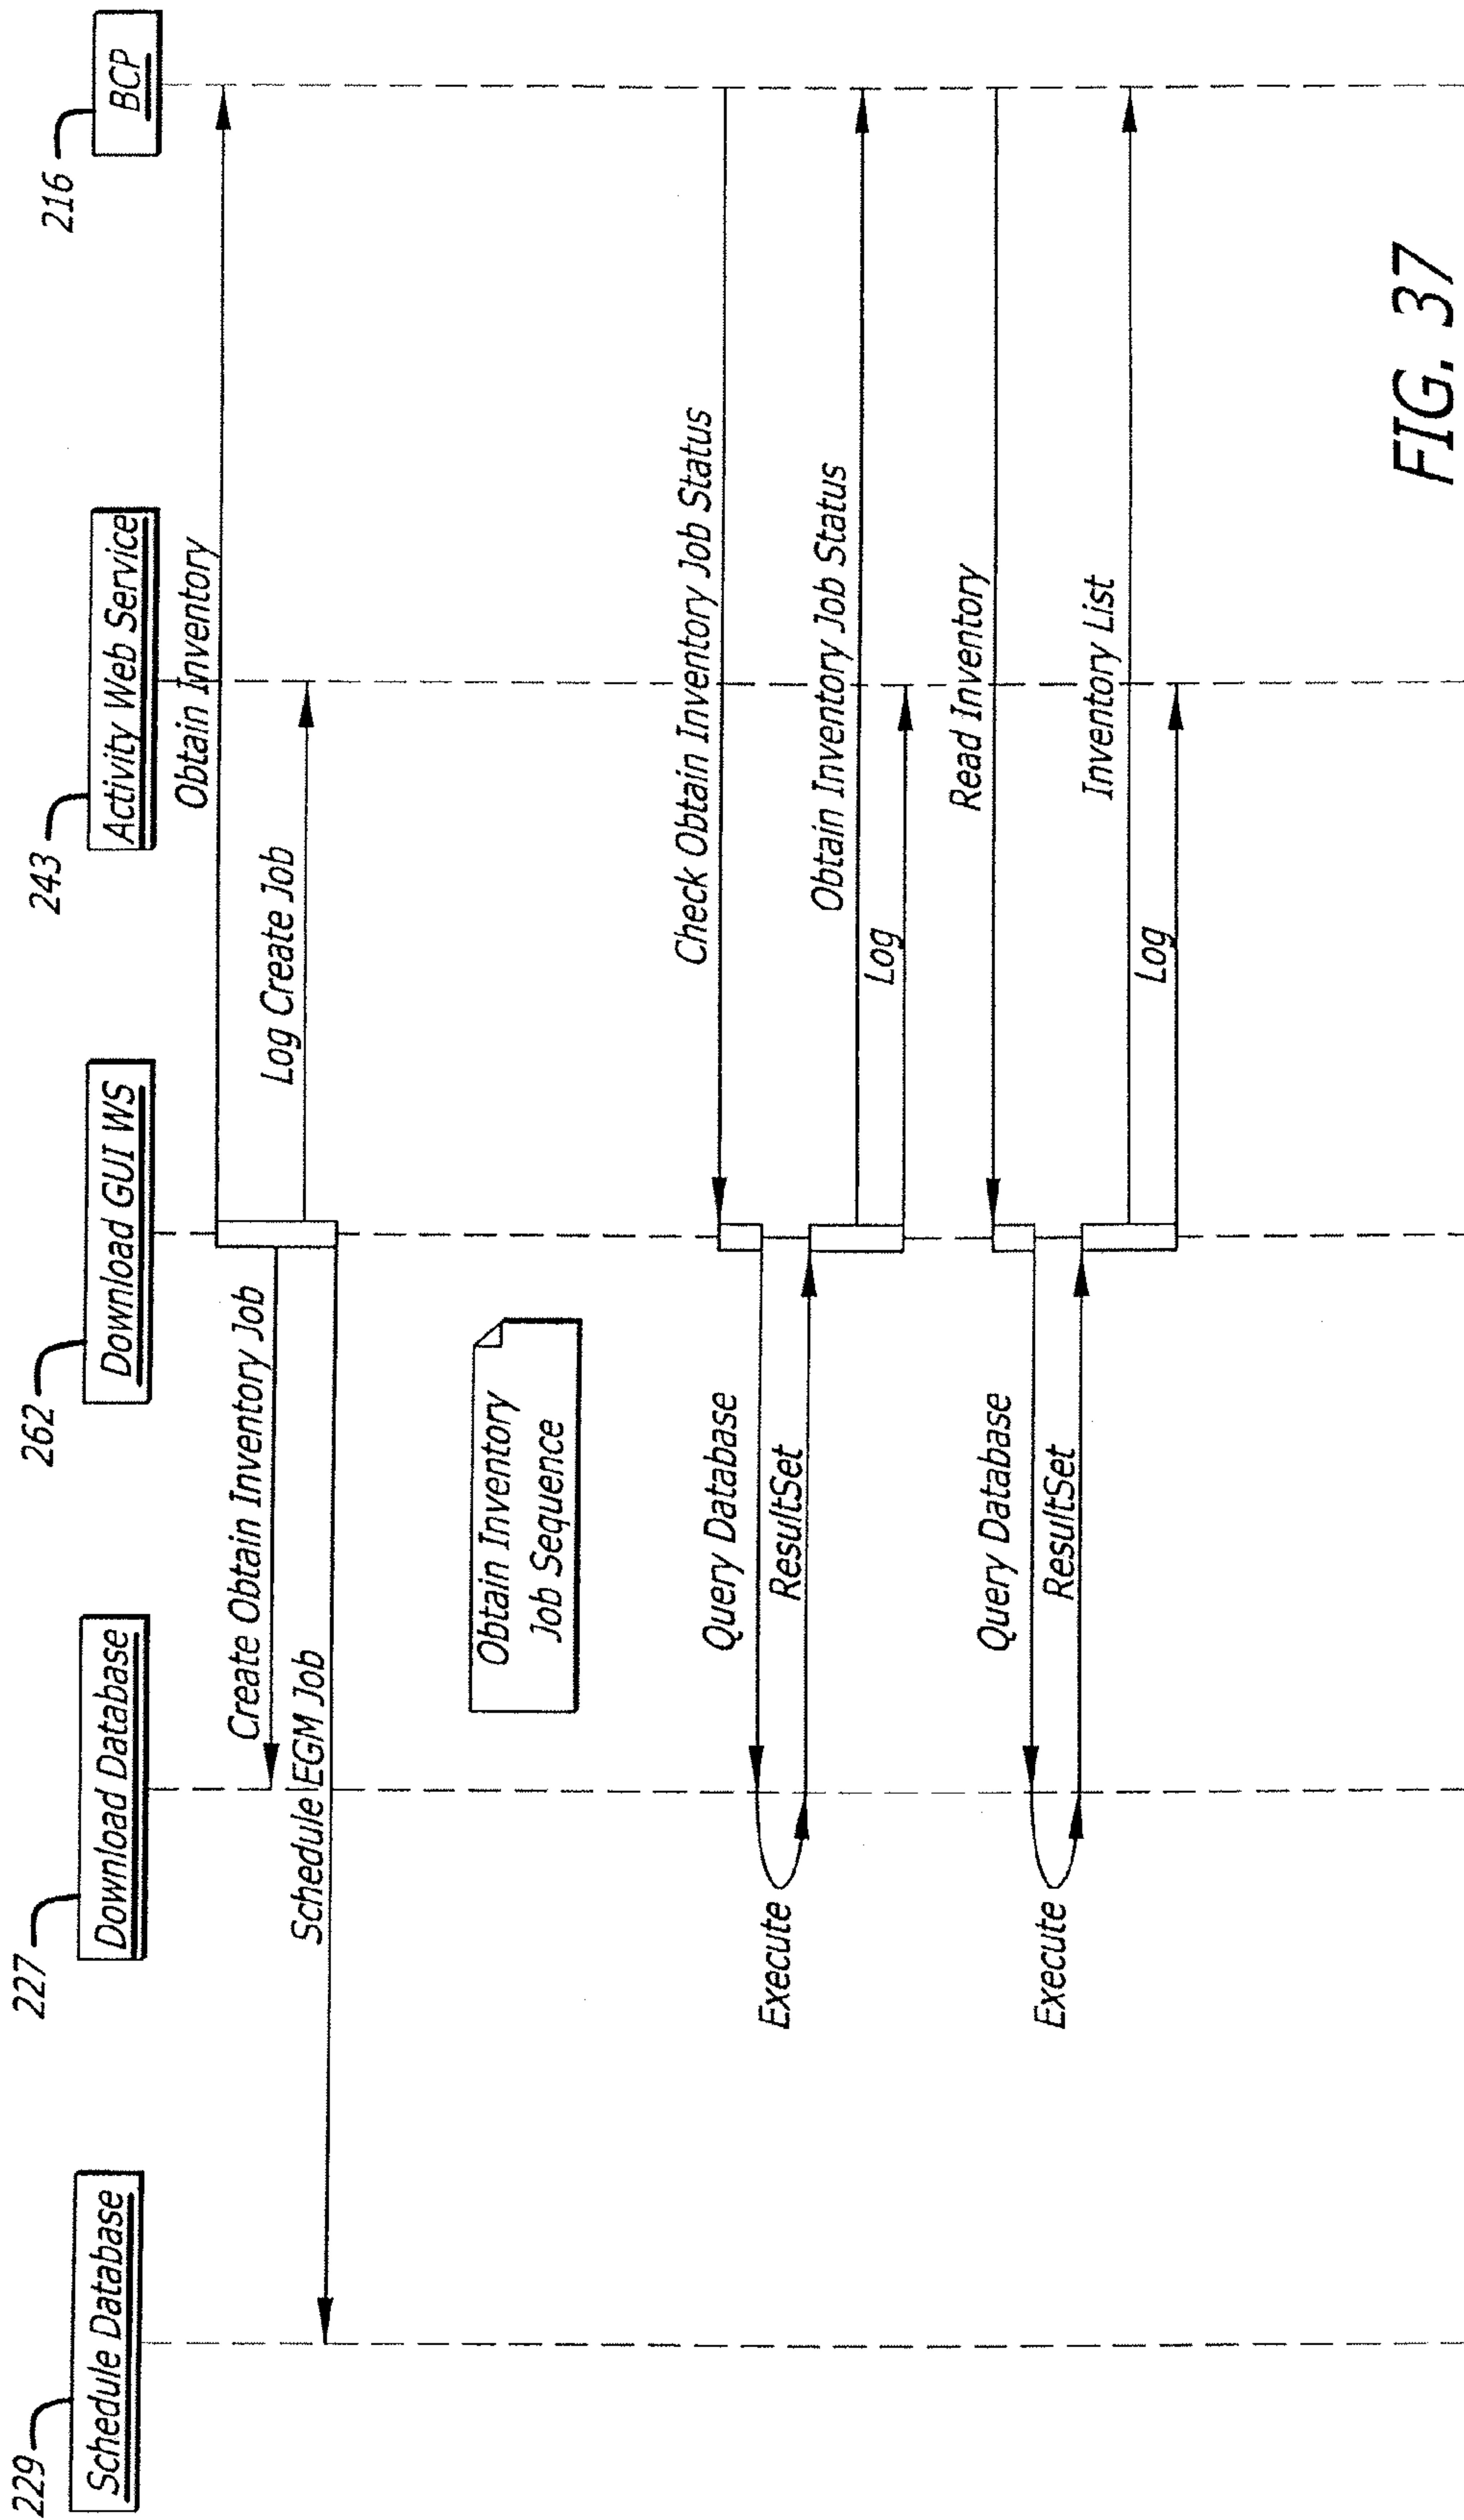 229
Schedule Database
227
Download Database
262
Download GUI WS
243
Activity Web Service
216
BCP
Obtain Inventory
Create Obtain Inventory Job
Log Create Job
Schedule EGM Job
Obtain Inventory
Job Sequence
Check Obtain Inventory Job Status
Query Database
Execute
ResultSet
Obtain Inventory Job Status
Log
Read Inventory
Query Database
Execute
ResultSet
Inventory List
Log
FIG. 37